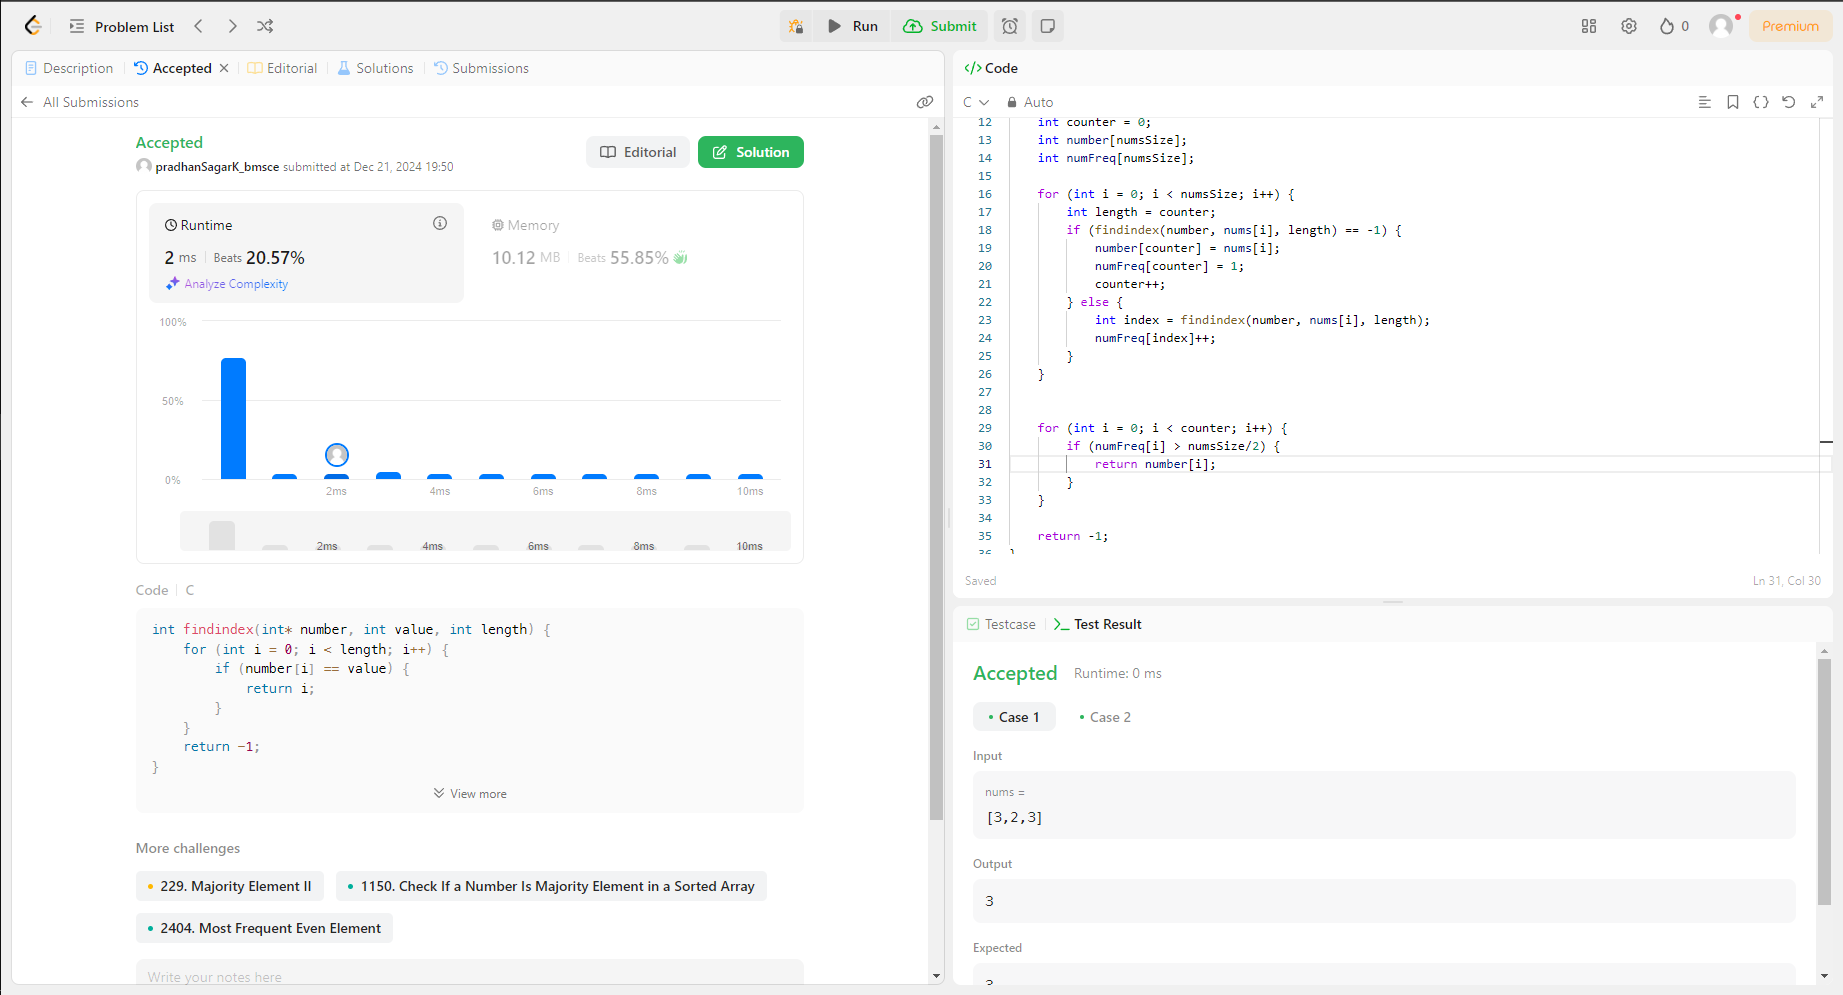 Problem List
Run
Submit
0
Premium
Description
Accepted
Editorial
Solutions
Submissions
All Submissions
Accepted
pradhanSagarK_bmsce submitted at Dec 21, 2024 19:50
Editorial
Solution
Runtime
2 ms | Beats 20.57%
Analyze Complexity
Memory
10.12 MB | Beats 55.85%
100%
50%
0%
2ms 4ms 6ms 8ms 10ms
2ms 4ms 6ms 8ms 10ms
Code | C
int findindex(int* number, int value, int length) {
    for (int i = 0; i < length; i++) {
        if (number[i] == value) {
            return i;
        }
    }
    return -1;
}
View more
More challenges
229. Majority Element II
1150. Check If a Number Is Majority Element in a Sorted Array
2404. Most Frequent Even Element
Write your notes here
</> Code
C
Auto
12     int counter = 0;
13     int number[numsSize];
14     int numFreq[numsSize];
15
16     for (int i = 0; i < numsSize; i++) {
17         int length = counter;
18         if (findindex(number, nums[i], length) == -1) {
19             number[counter] = nums[i];
20             numFreq[counter] = 1;
21             counter++;
22         } else {
23             int index = findindex(number, nums[i], length);
24             numFreq[index]++;
25         }
26     }
27
28
29     for (int i = 0; i < counter; i++) {
30         if (numFreq[i] > numsSize/2) {
31             return number[i];
32         }
33     }
34
35     return -1;
36 }
Saved
Ln 31, Col 30
Testcase
Test Result
Accepted
Runtime: 0 ms
Case 1
Case 2
Input
nums =
[3,2,3]
Output
3
Expected
3